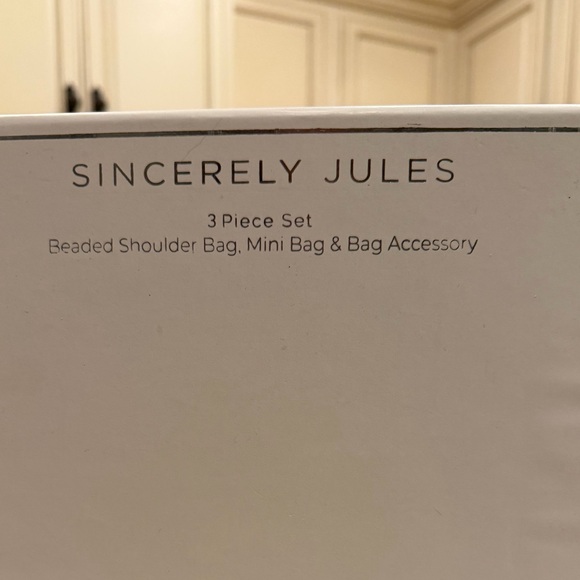 SINCERELY JULES
3 Piece Set
Beaded Shoulder Bag, Mini Bag & Bag Accessory